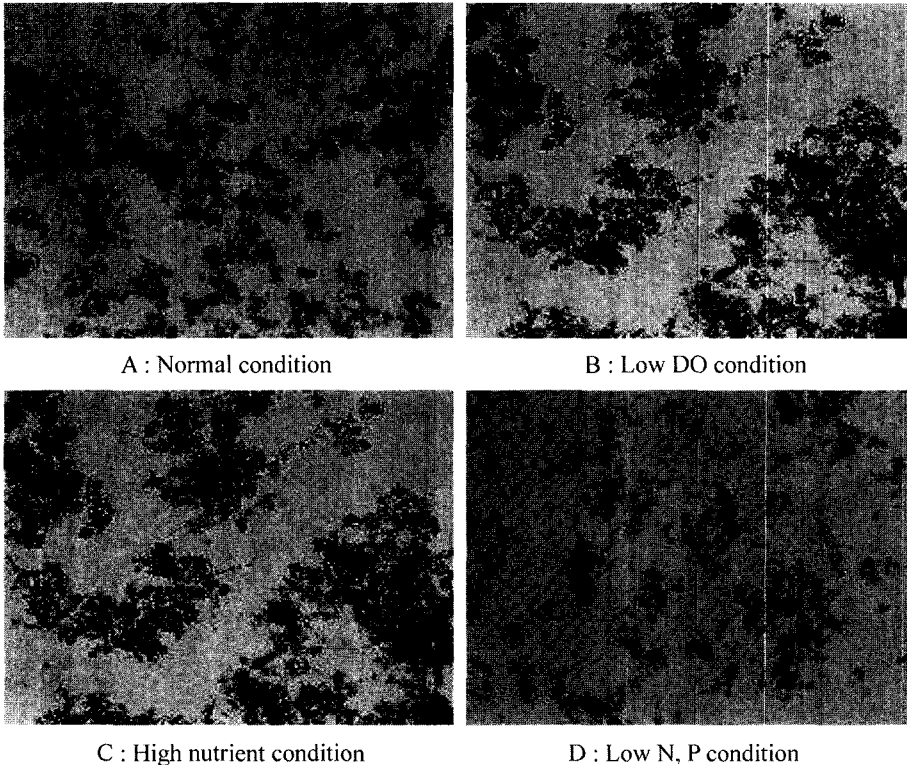 A : Normal condition
B : Low DO condition
C : High nutrient condition
D : Low N, P condition